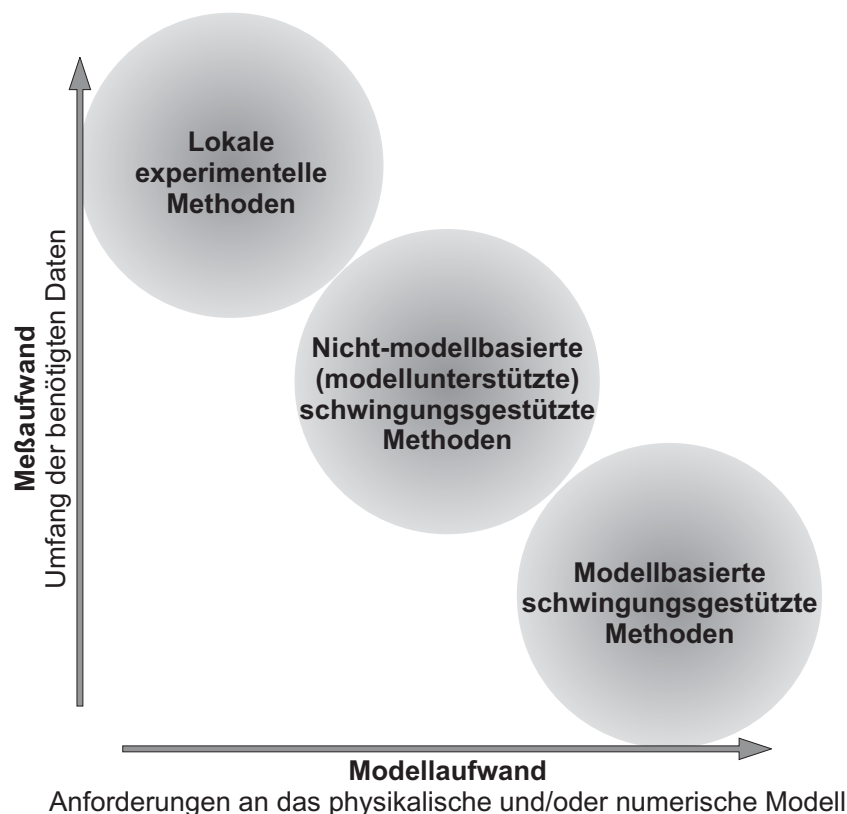 Lokale
experimentelle
Methoden
Nicht-modellbasierte
(modellunterstützte)
schwingungsgestützte
Methoden
Modellbasierte
schwingungsgestützte
Methoden
Meßaufwand
Umfang der benötigten Daten
Modellaufwand
Anforderungen an das physikalische und/oder numerische Modell